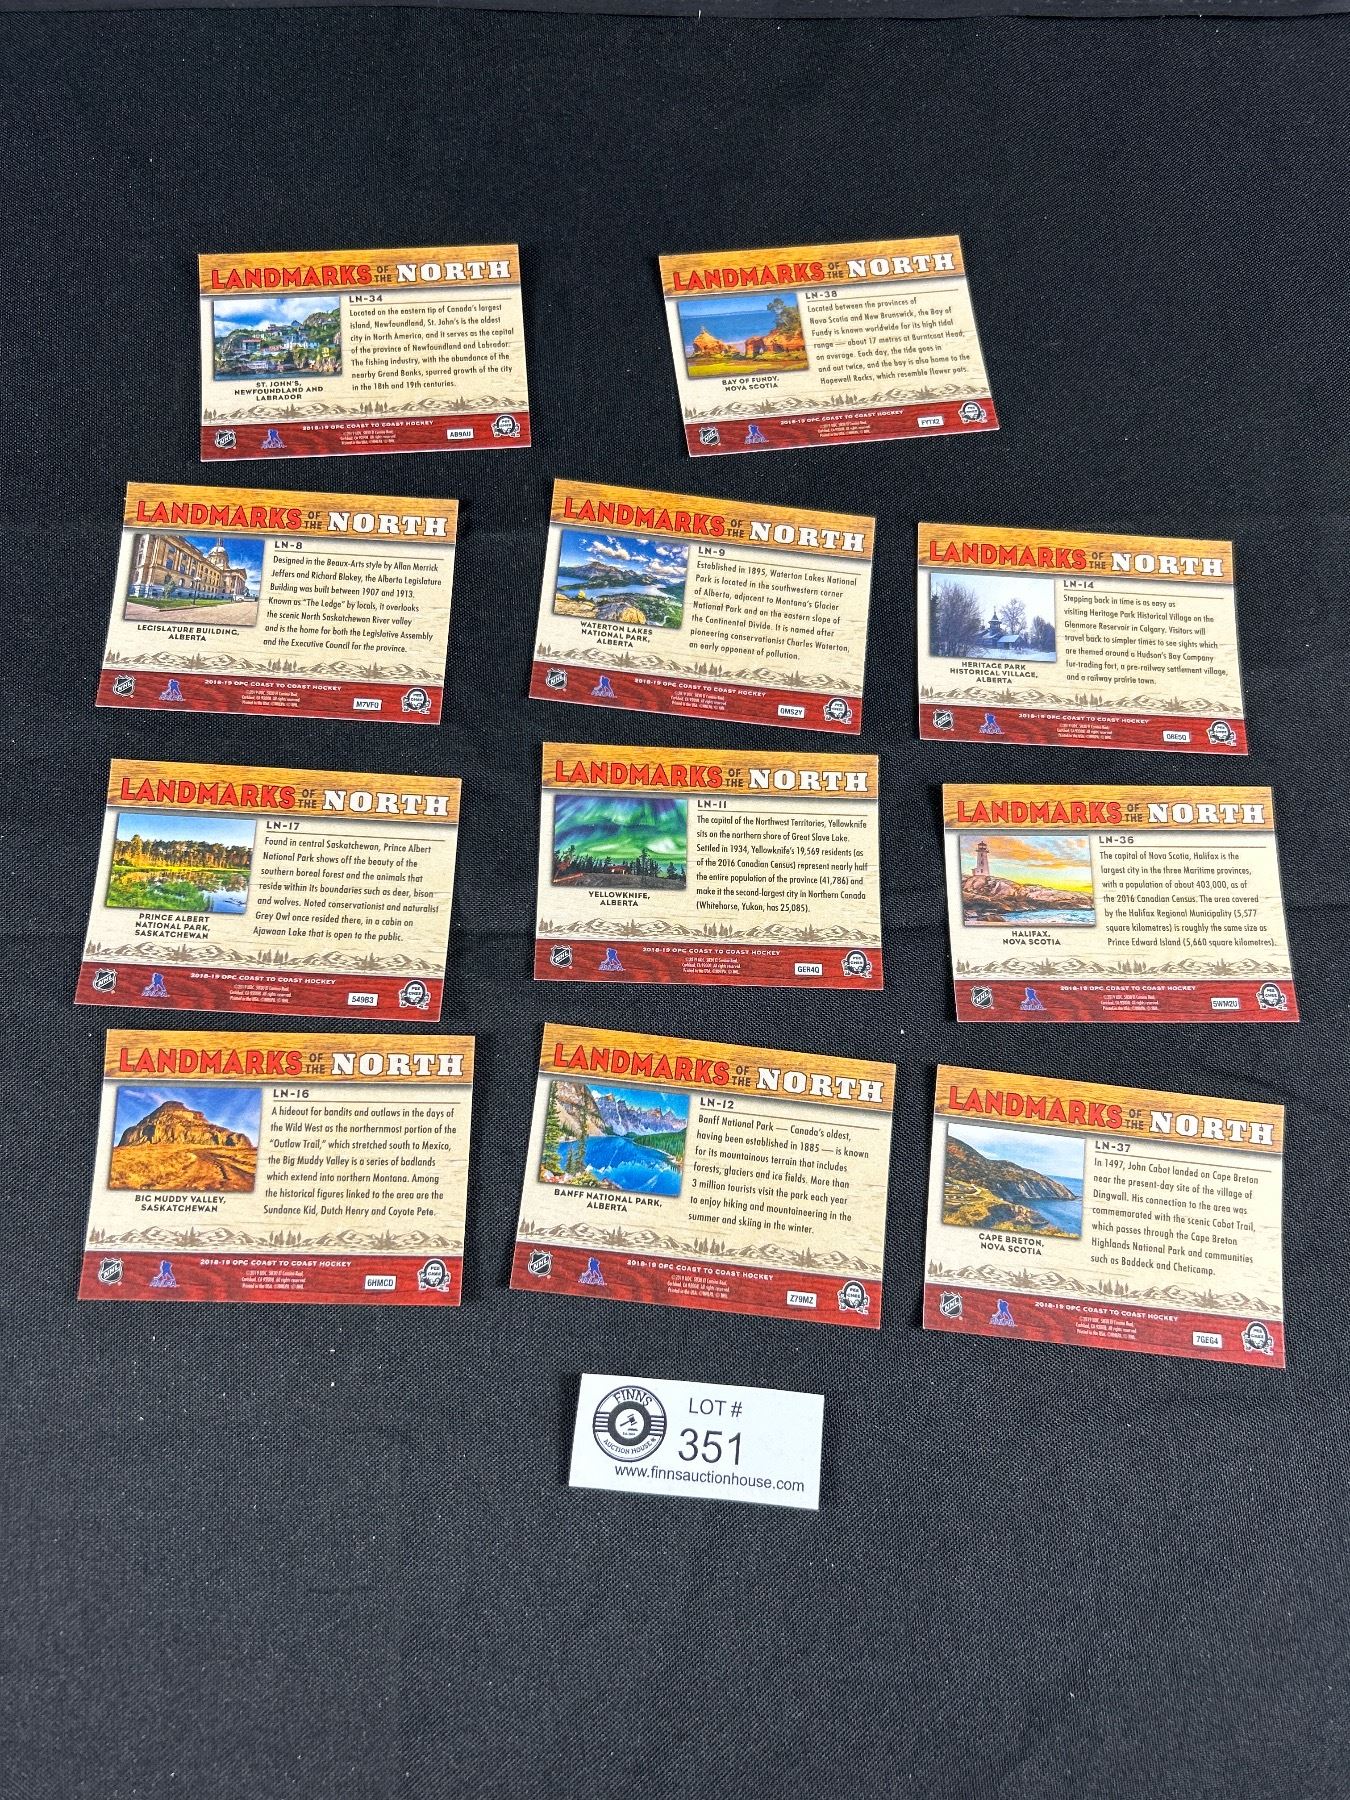 LANDMARKS OF THE NORTH
LN-34
Located on the eastern tip of Canada's largest
island, Newfoundland, St. John's is the oldest
city in North America, and it serves as the capital
of the province of Newfoundland and Labrador.
The fishing industry, with the abundance of the
nearby Grand Banks, spurred growth of the city
in the 18th and 19th centuries.
ST. JOHN'S,
NEWFOUNDLAND AND
LABRADOR
2018-19 OPC COAST TO COAST HOCKEY
AB9AU
LANDMARKS OF THE NORTH
LN-38
Located between the provinces of
Nova Scotia and New Brunswick, the Bay of
Fundy is known worldwide for its high tidal
range — about 17 metres at Burntcoat Head,
on average. Each day, the tide goes in
and out twice, and the bay is also home to the
Hopewell Rocks, which resemble flower pots.
BAY OF FUNDY,
NOVA SCOTIA
2018-19 OPC COAST TO COAST HOCKEY
FYTX2
LANDMARKS OF THE NORTH
LN-8
Designed in the Beaux-Arts style by Allan Merrick
Jeffers and Richard Blakey, the Alberta Legislature
Building was built between 1907 and 1913.
Known as "The Ledge" by locals, it overlooks
the scenic North Saskatchewan River valley
and is the home for both the Legislative Assembly
and the Executive Council for the province.
LEGISLATURE BUILDING,
ALBERTA
2018-19 OPC COAST TO COAST HOCKEY
M7VFQ
LANDMARKS OF THE NORTH
LN-9
Established in 1895, Waterton Lakes National
Park is located in the southwestern corner
of Alberta, adjacent to Montana's Glacier
National Park and on the eastern slope of
the Continental Divide. It is named after
pioneering conservationist Charles Waterton,
an early opponent of pollution.
WATERTON LAKES
NATIONAL PARK,
ALBERTA
2018-19 OPC COAST TO COAST HOCKEY
QMS2Y
LANDMARKS OF THE NORTH
LN-14
Stepping back in time is as easy as
visiting Heritage Park Historical Village on the
Glenmore Reservoir in Calgary. Visitors will
travel back to simpler times to see sights which
are themed around a Hudson's Bay Company
fur-trading fort, a pre-railway settlement village,
and a railway prairie town.
HERITAGE PARK
HISTORICAL VILLAGE,
ALBERTA
2018-19 OPC COAST TO COAST HOCKEY
LANDMARKS OF THE NORTH
LN-17
Found in central Saskatchewan, Prince Albert
National Park shows off the beauty of the
southern boreal forest and the animals that
reside within its boundaries such as deer, bison
and wolves. Noted conservationist and naturalist
Grey Owl once resided there, in a cabin on
Ajawaan Lake that is open to the public.
PRINCE ALBERT
NATIONAL PARK,
SASKATCHEWAN
2018-19 OPC COAST TO COAST HOCKEY
549B3
LANDMARKS OF THE NORTH
LN-11
The capital of the Northwest Territories, Yellowknife
sits on the northern shore of Great Slave Lake.
Settled in 1934, Yellowknife's 19,569 residents (as
of the 2016 Canadian Census) represent nearly half
the entire population of the province (41,786) and
make it the second-largest city in Northern Canada
(Whitehorse, Yukon, has 25,085).
YELLOWKNIFE,
ALBERTA
2018-19 OPC COAST TO COAST HOCKEY
GER4Q
LANDMARKS OF THE NORTH
LN-36
The capital of Nova Scotia, Halifax is the
largest city in the three Maritime provinces,
with a population of about 403,000, as of
the 2016 Canadian Census. The area covered
by the Halifax Regional Municipality (5,577
square kilometres) is roughly the same size as
Prince Edward Island (5,660 square kilometres).
HALIFAX,
NOVA SCOTIA
2018-19 OPC COAST TO COAST HOCKEY
5WM2U
LANDMARKS OF THE NORTH
LN-16
A hideout for bandits and outlaws in the days of
the Wild West as the northernmost portion of the
"Outlaw Trail," which stretched south to Mexico,
the Big Muddy Valley is a series of badlands
which extend into northern Montana. Among
the historical figures linked to the area are the
Sundance Kid, Dutch Henry and Coyote Pete.
BIG MUDDY VALLEY,
SASKATCHEWAN
2018-19 OPC COAST TO COAST HOCKEY
6HMCD
LANDMARKS OF THE NORTH
LN-12
Banff National Park — Canada's oldest,
having been established in 1885 — is known
for its mountainous terrain that includes
forests, glaciers and ice fields. More than
3 million tourists visit the park each year
to enjoy hiking and mountaineering in the
summer and skiing in the winter.
BANFF NATIONAL PARK,
ALBERTA
2018-19 OPC COAST TO COAST HOCKEY
Z79MZ
LANDMARKS OF THE NORTH
LN-37
In 1497, John Cabot landed on Cape Breton
near the present-day site of the village of
Dingwall. His connection to the area was
commemorated with the scenic Cabot Trail,
which passes through the Cape Breton
Highlands National Park and communities
such as Baddeck and Cheticamp.
CAPE BRETON,
NOVA SCOTIA
2018-19 OPC COAST TO COAST HOCKEY
7GEG4
FINNS
AUCTION HOUSE
LOT #
351
www.finnsauctionhouse.com